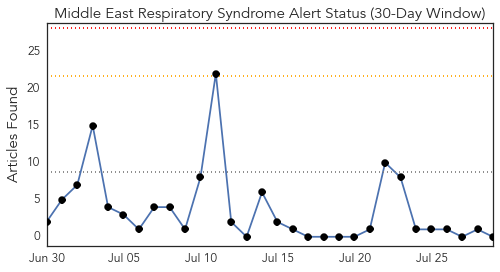 Middle East Respiratory Syndrome Alert Status (30-Day Window)
Articles Found
25
20
15
10
5
0
Jun 30 Jul 05 Jul 10 Jul 15 Jul 20 Jul 25